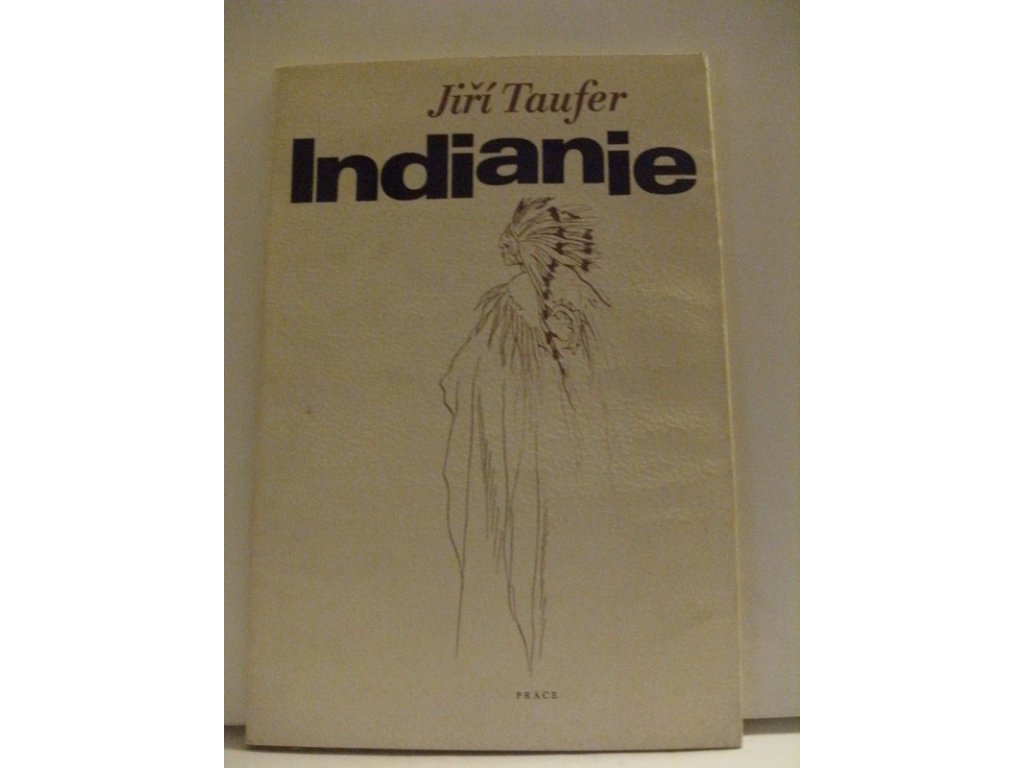 Jiří Taufer
Indianie
PRÁCE